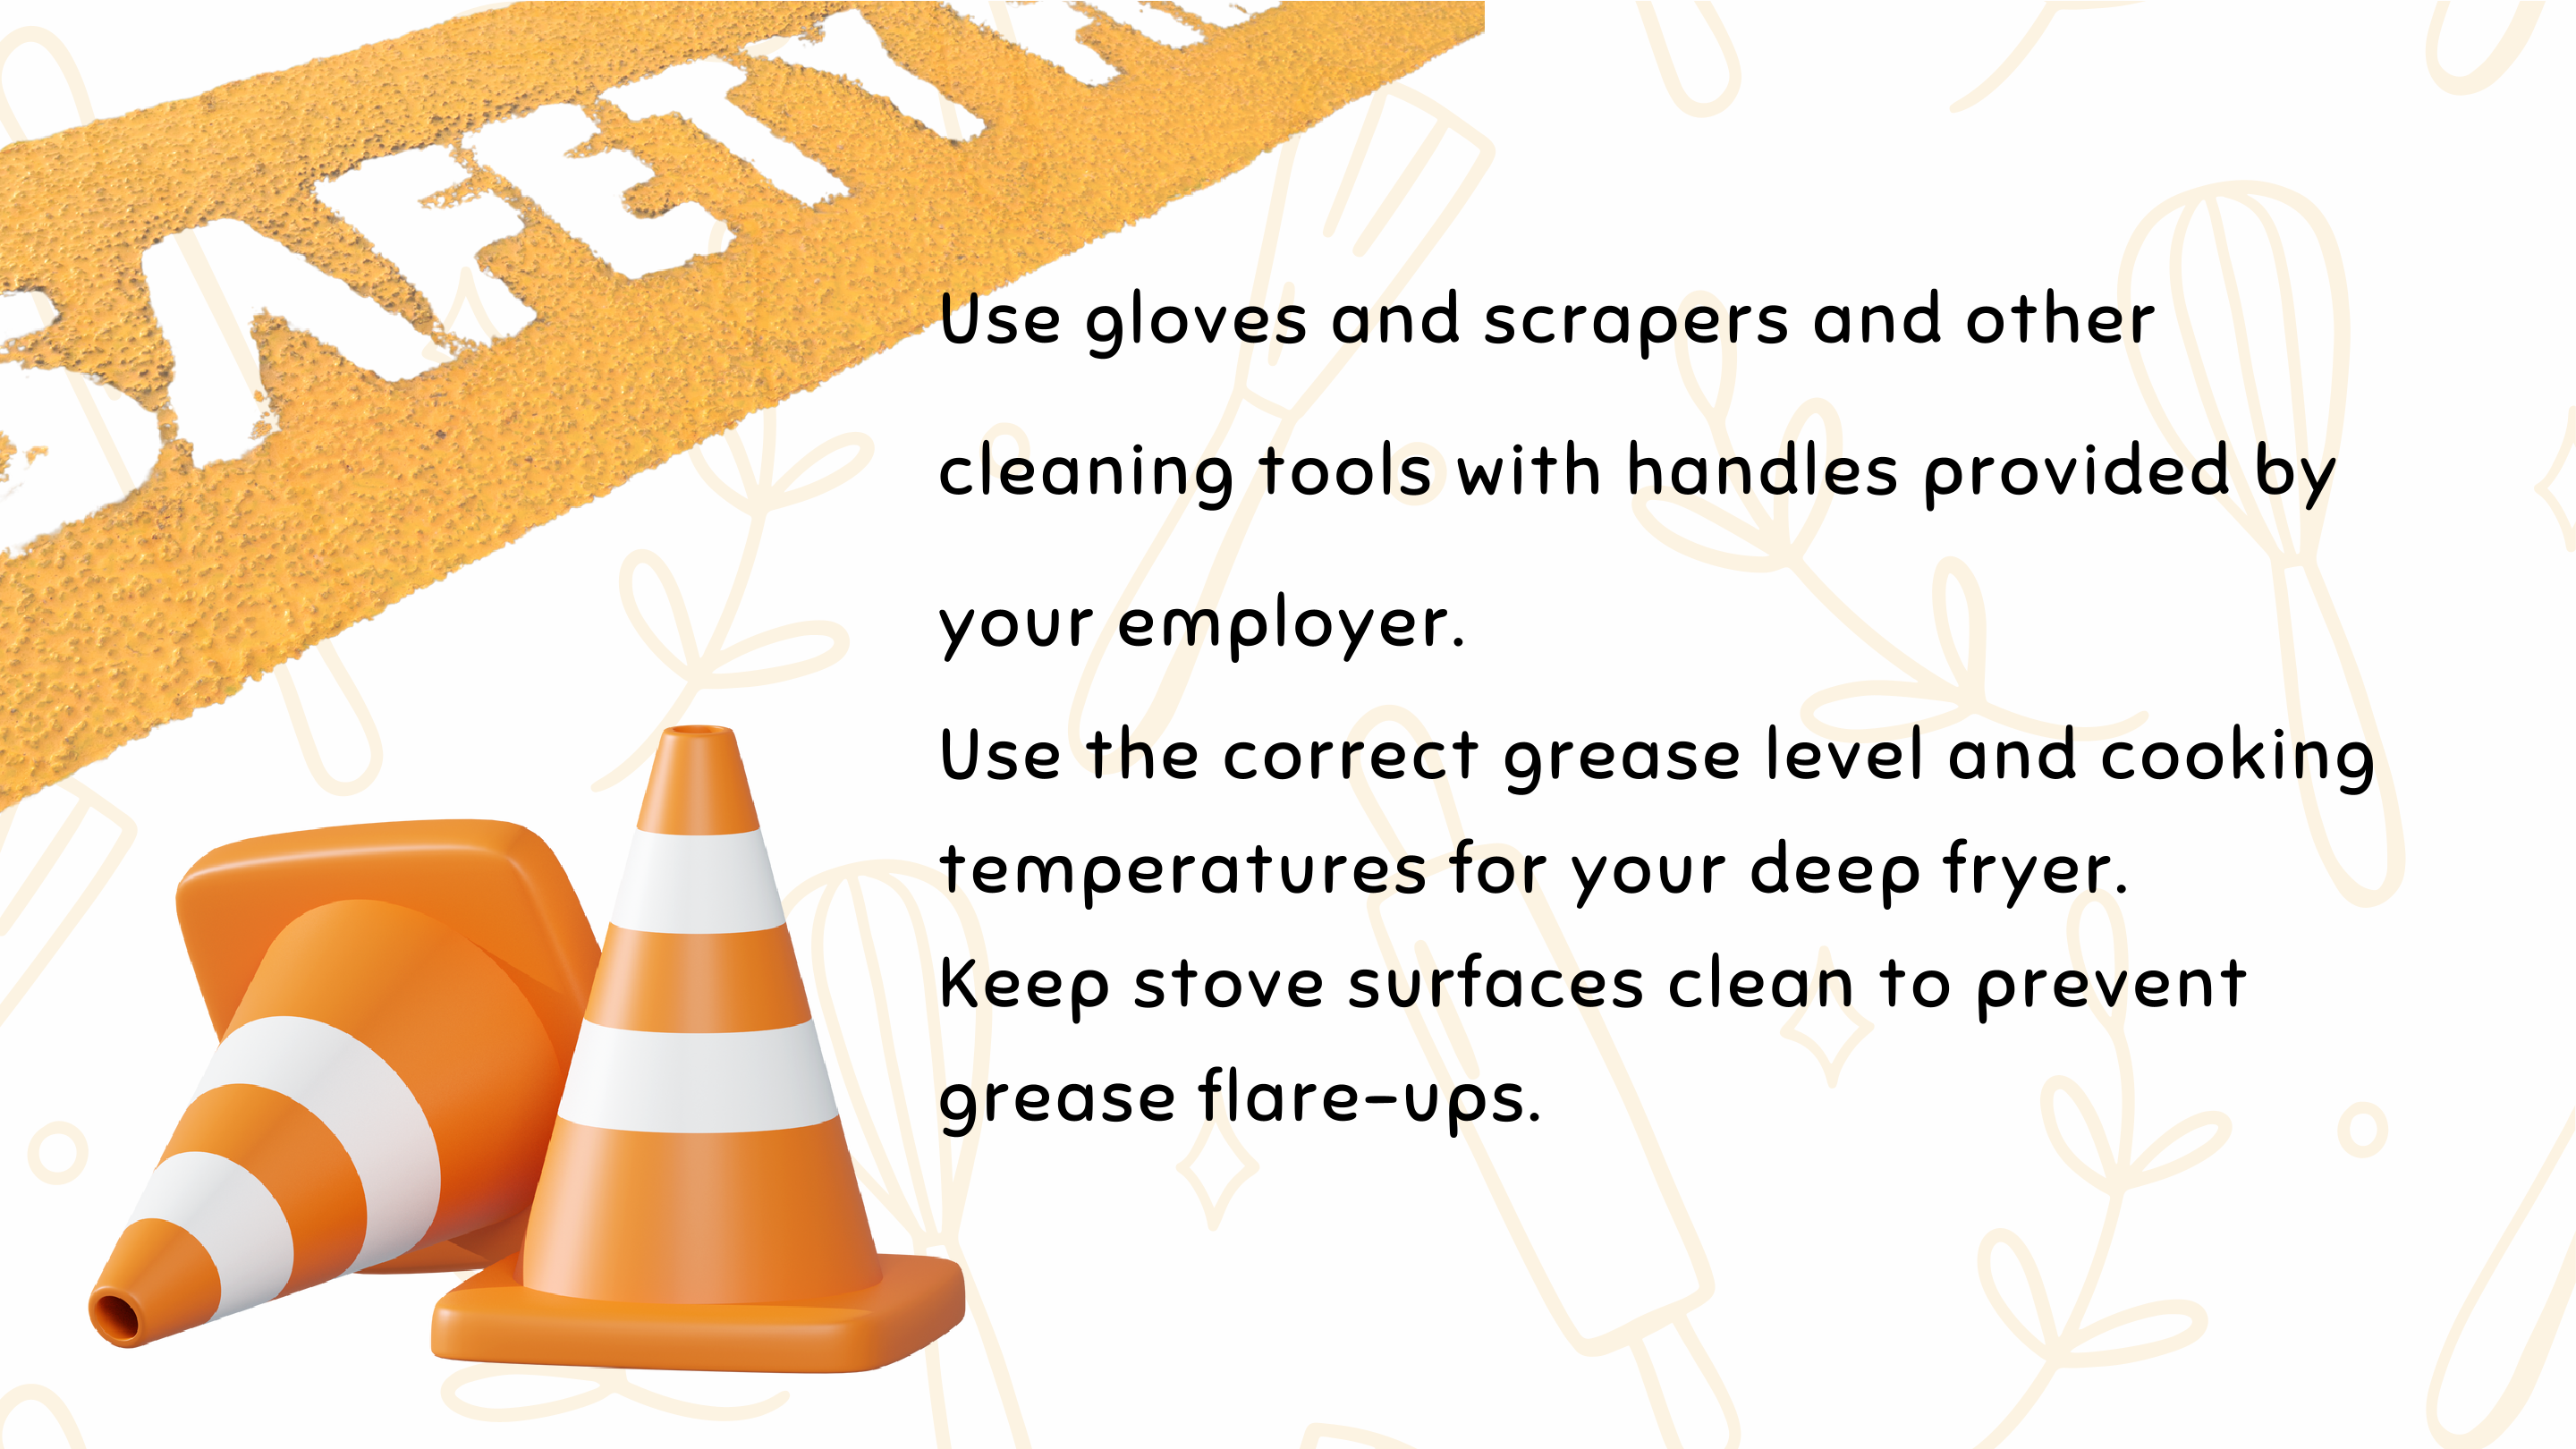 SAFETY
Use gloves and scrapers and other
cleaning tools with handles provided by
your employer.
Use the correct grease level and cooking
temperatures for your deep fryer.
Keep stove surfaces clean to prevent
grease flare-ups.